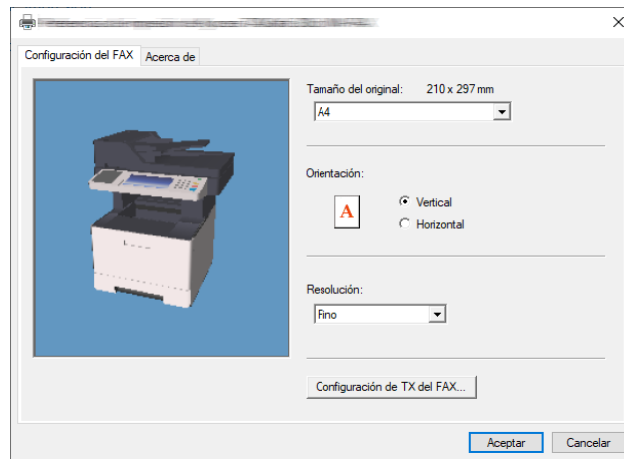 Configuración del FAX
Acerca de
Tamaño del original: 210 x 297 mm
A4
Orientación:
A
Vertical
Horizontal
Resolución:
Fino
Configuración de TX del FAX...
Aceptar
Cancelar